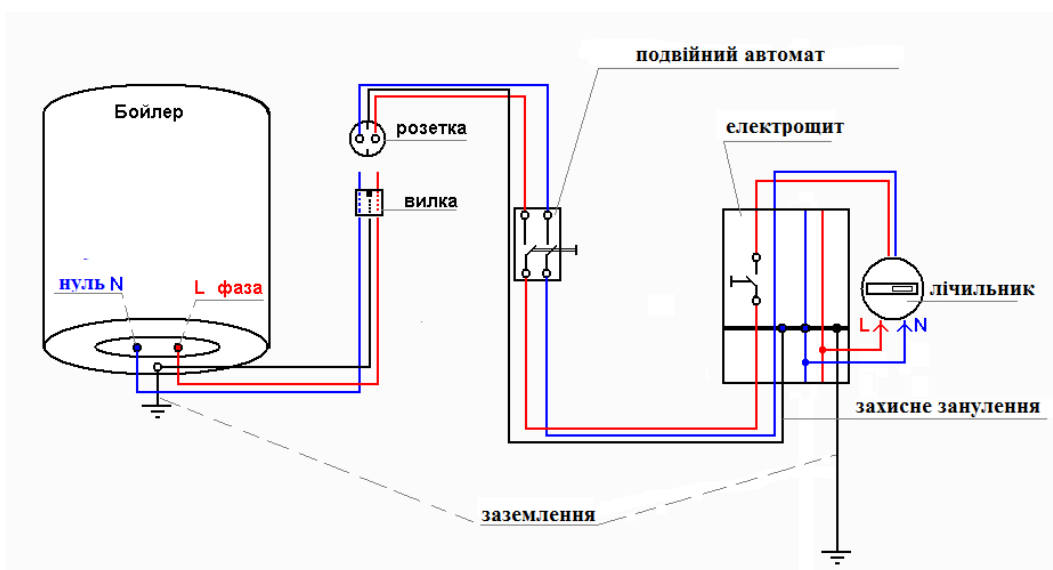 подвійний автомат
Бойлер
розетка
електрощит
вилка
нуль N
L фаза
лічильник
L N
захисне занулення
заземлення